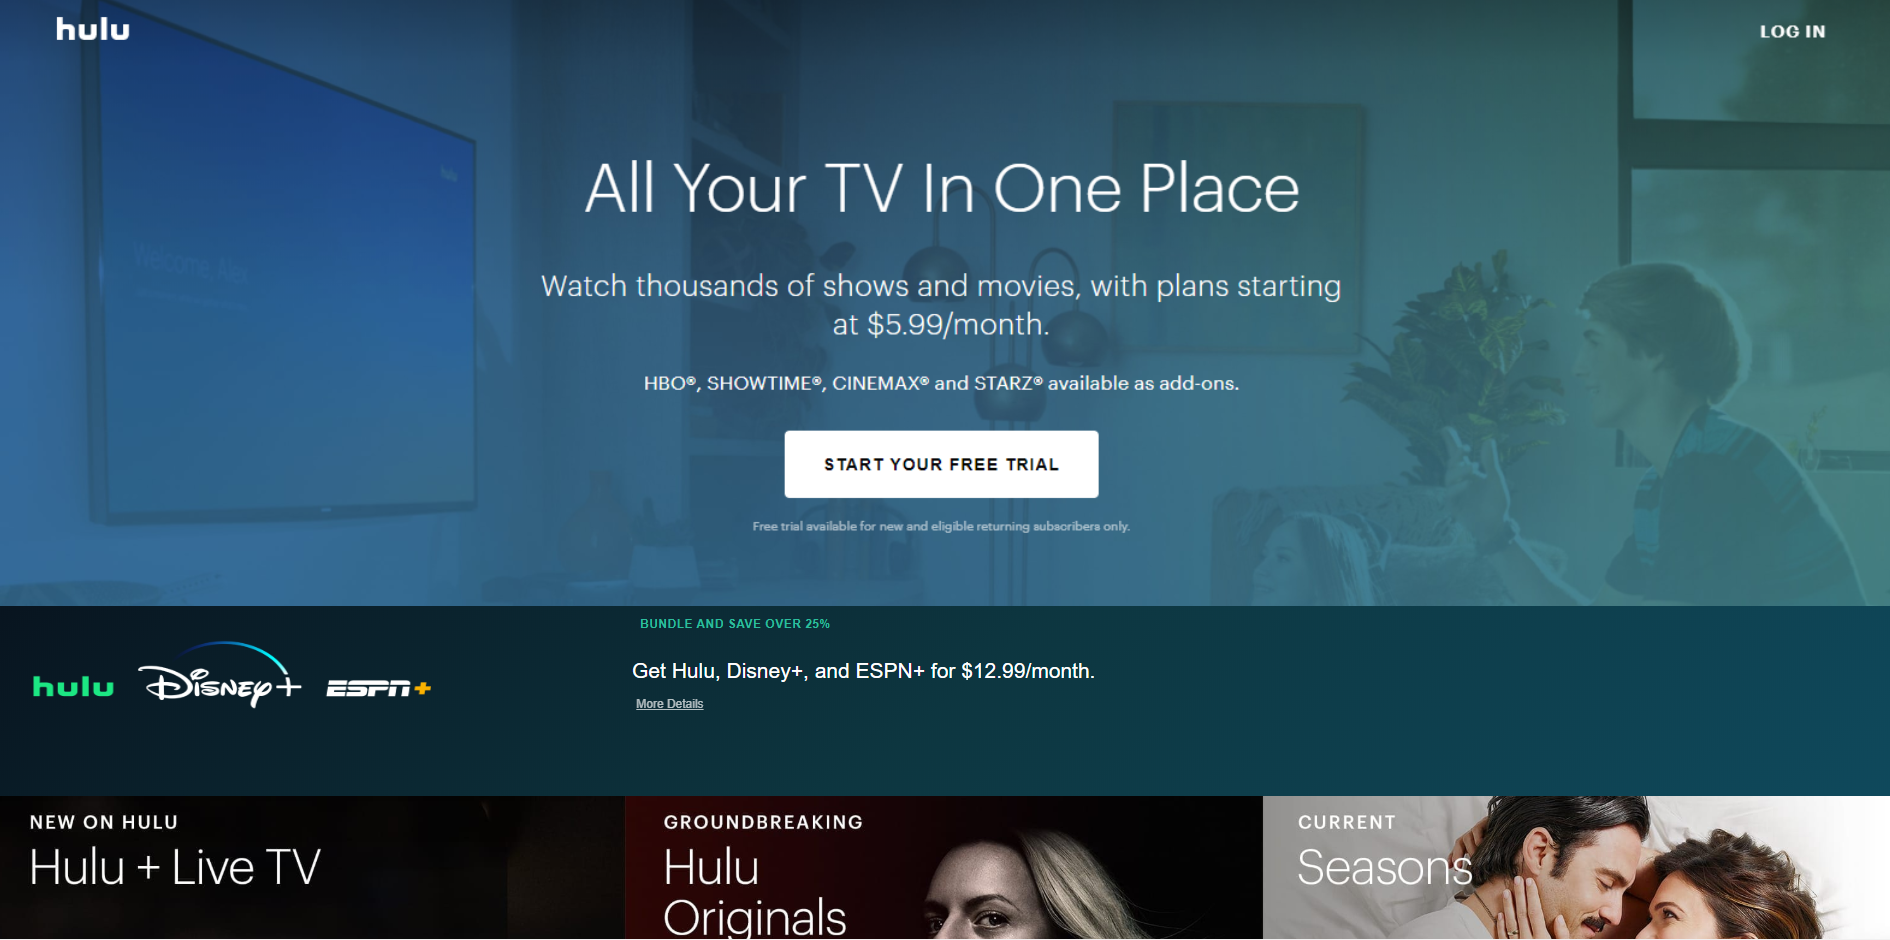 hulu
LOG IN
hulu
Welcome, Alex
All Your TV In One Place
Watch thousands of shows and movies, with plans starting
at $5.99/month.
HBO®, SHOWTIME®, CINEMAX® and STARZ® available as add-ons.
START YOUR FREE TRIAL
Free trial available for new and eligible returning subscribers only.
hulu Disney+ ESPN+
BUNDLE AND SAVE OVER 25%
Get Hulu, Disney+, and ESPN+ for $12.99/month.
More Details
NEW ON HULU
Hulu + Live TV
GROUNDBREAKING
Hulu
Originals
CURRENT
Seasons